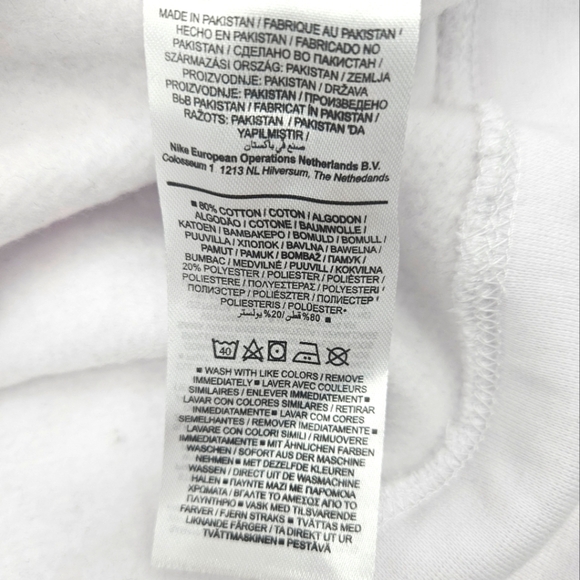 MADE IN PAKISTAN / FABRIQUE AU PAKISTAN /
HECHO EN PAKISTAN / FABRICADO NO
PAKISTAN / СДЕЛАНО ВО ПАКИСТАН /
SZÁRMAZÁSI ORSZÁG: PAKISTAN / ZEMLJA
PROIZVODNJE: PAKISTAN / DRŽAVA
PROIZVODNJE: PAKISTAN / ПРОИЗВЕДЕНО
ВЪВ PAKISTAN / FABRICAT ÎN PAKISTAN /
RAŽOTS: PAKISTAN / PAKISTAN 'DA
YAPILMIŞTIR /
صنع في باكستان
Nike European Operations Netherlands B.V.
Colosseum 1 1213 NL Hilversum, The Nethedands
■ 80% COTTON / COTON / ALGODON /
ALGODÃO / COTONE / BAUMWOLLE /
KATOEN / ΒΑΜΒΑΚΕΡΟ / BOMULD / BOMULL /
PUUVILLA / ХЛОПОК / BAVLNA / BAWELNA /
PAMUT / PAMUK / BOMBAŽ / ПАМУК /
BUMBAC / MEDVILNĖ / PUUVILL / KOKVILNA
20% POLYESTER / POLIESTER / POLIÉSTER /
POLIESTERE / ΠΟΛΥΕΣΤΕΡΑΣ / POLYESTERI /
ПОЛИЭСТЕР / POLIÉSZTER / ПОЛИЕСТЕР /
POLIESTERIS / POLÜESTER
80% قطن/20% بوليستر ■
40
■ WASH WITH LIKE COLORS / REMOVE
IMMEDIATELY ■ LAVER AVEC COULEURS
SIMILAIRES / ENLEVER IMMEDIATEMENT ■
LAVAR CON COLORES SIMILARES / RETIRAR
INMEDIATAMENTE ■ LAVAR COM CORES
SEMELHANTES / REMOVER IMEDIATAMENTE ■
LAVARE CON COLORI SIMILI / RIMUOVERE
IMMEDIATAMENTE ■ MIT ÄHNLICHEN FARBEN
WASCHEN / SOFORT AUS DER MASCHINE
NEHMEN ■ MET DEZELFDE KLEUREN
WASSEN / DIRECT UIT DE WASMACHINE
HALEN ■ ΠΛΥΝΤΕ ΜΑΖΙ ΜΕ ΠΑΡΟΜΟΙΑ
ΧΡΩΜΑΤΑ / ΒΓΑΛΤΕ ΤΟ ΑΜΕΣΩΣ ΑΠΟ ΤΟ
ΠΛΥΝΤΗΡΙΟ ■ VASK MED TILSVARENDE
FARVER / FJERN STRAKS ■ TVÄTTAS MED
LIKNANDE FÄRGER / TA DIREKT UT UR
TVÄTTMASKINEN ■ PESTÄVÄ